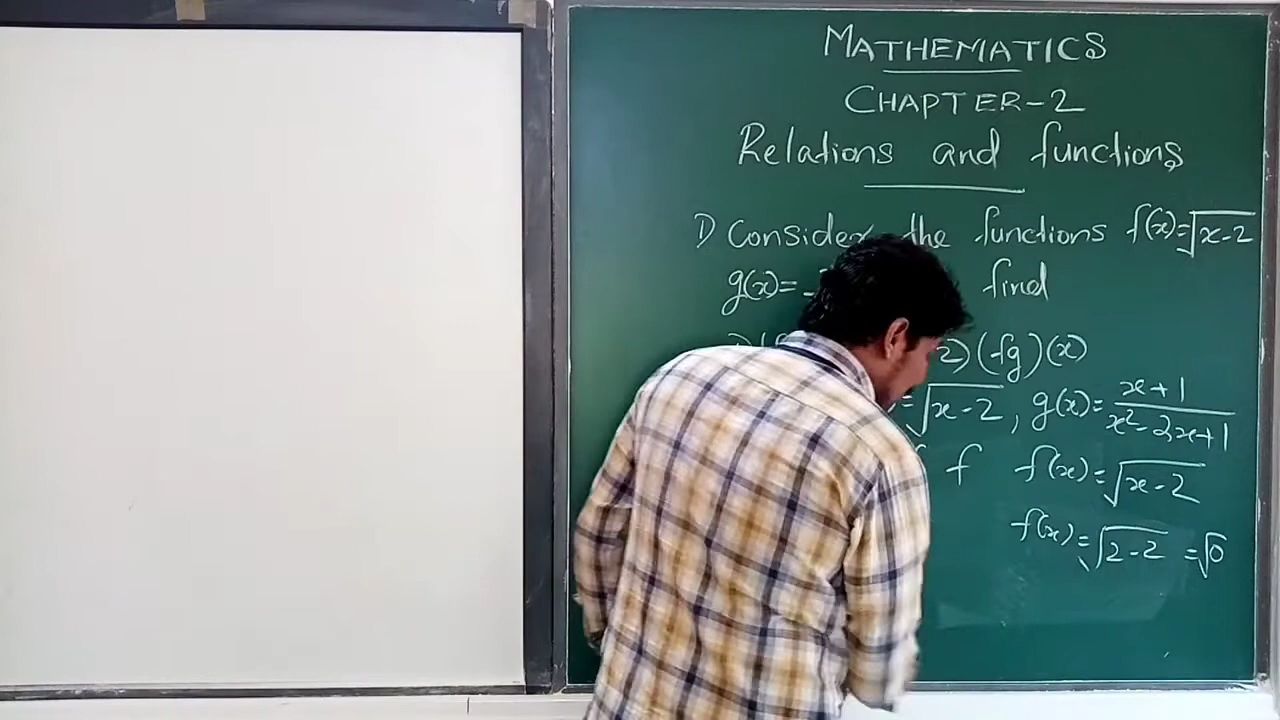 MATHEMATICS
CHAPTER-2
Relations and functions
1) Consider the functions f(x)=√x-2
g(x)= find
2) (fg)(x)
=√x-2, g(x)= x+1/x²-2x+1
f f(x)=√x-2
f(x)=√2-2 =√0